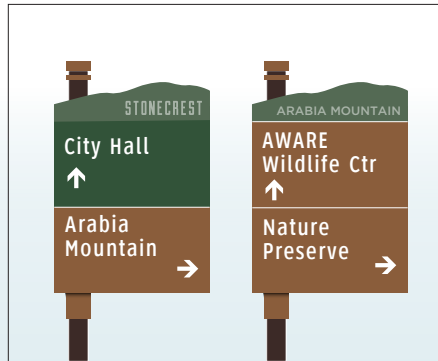 STONECREST
City Hall
Arabia
Mountain
ARABIA MOUNTAIN
AWARE
Wildlife Ctr
Nature
Preserve